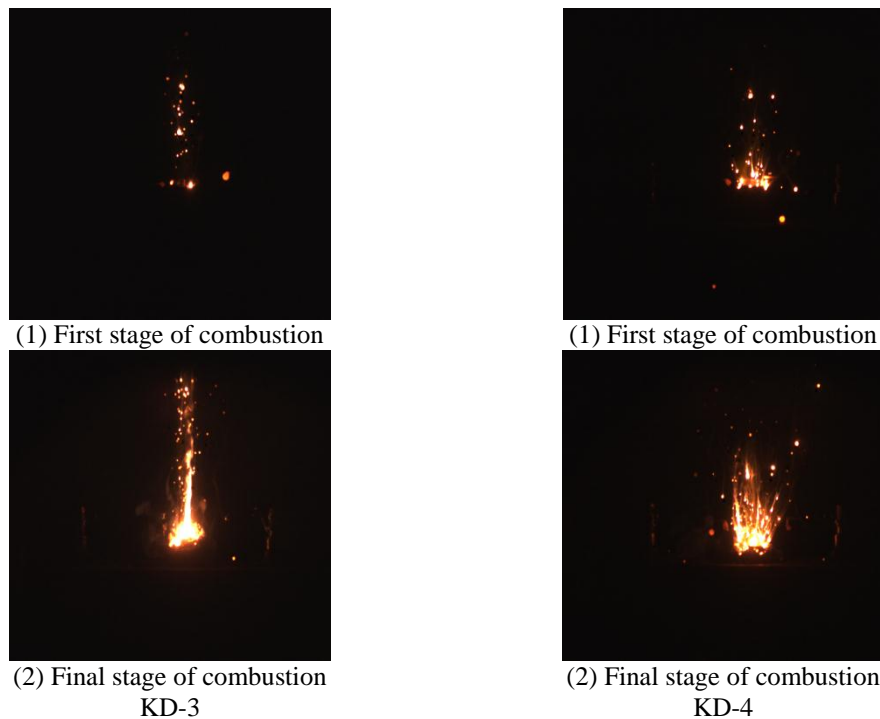 (1) First stage of combustion
(1) First stage of combustion
(2) Final stage of combustion
KD-3
(2) Final stage of combustion
KD-4